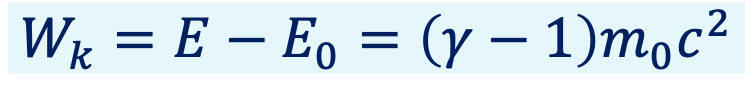 W_k = E − E_0 = (γ − 1)m_0c^2